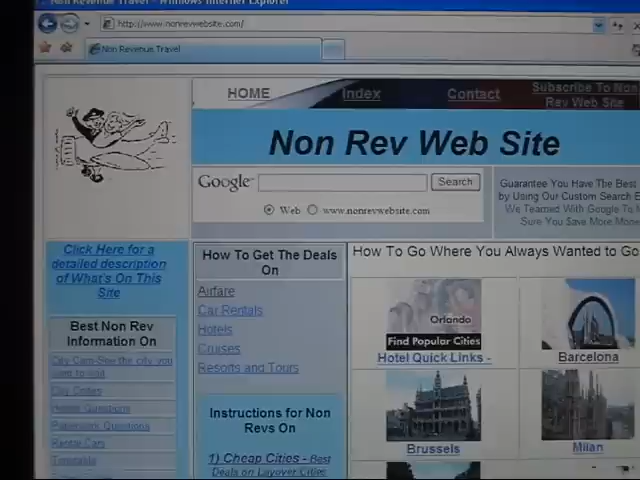 Non Revenue Travel - Windows Internet Explorer
http://www.nonrevwebsite.com/
Non Revenue Travel
HOME
Index
Contact
Subscribe To Non
Rev Web Site
Non Rev Web Site
Google
Search
Web
www.nonrevwebsite.com
Guarantee You Have The Best
by Using Our Custom Search E
We Teamed With Google To
Sure You Save More Mone
Click Here for a
detailed description
of What's On This
Site
Best Non Rev
Information On
City Cam-See the city you
want to visit
City Codes
Hotels Questions
Paperwork Questions
Rental Cars
How To Get The Deals
On
Airfare
Car Rentals
Hotels
Cruises
Resorts and Tours
Instructions for Non
Revs On
1) Cheap Cities - Best
Deals on Layover Cities
How To Go Where You Always Wanted to Go
Orlando
Find Popular Cities
Hotel Quick Links -
Barcelona
Brussels
Milan